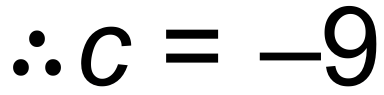 ∴c = –9